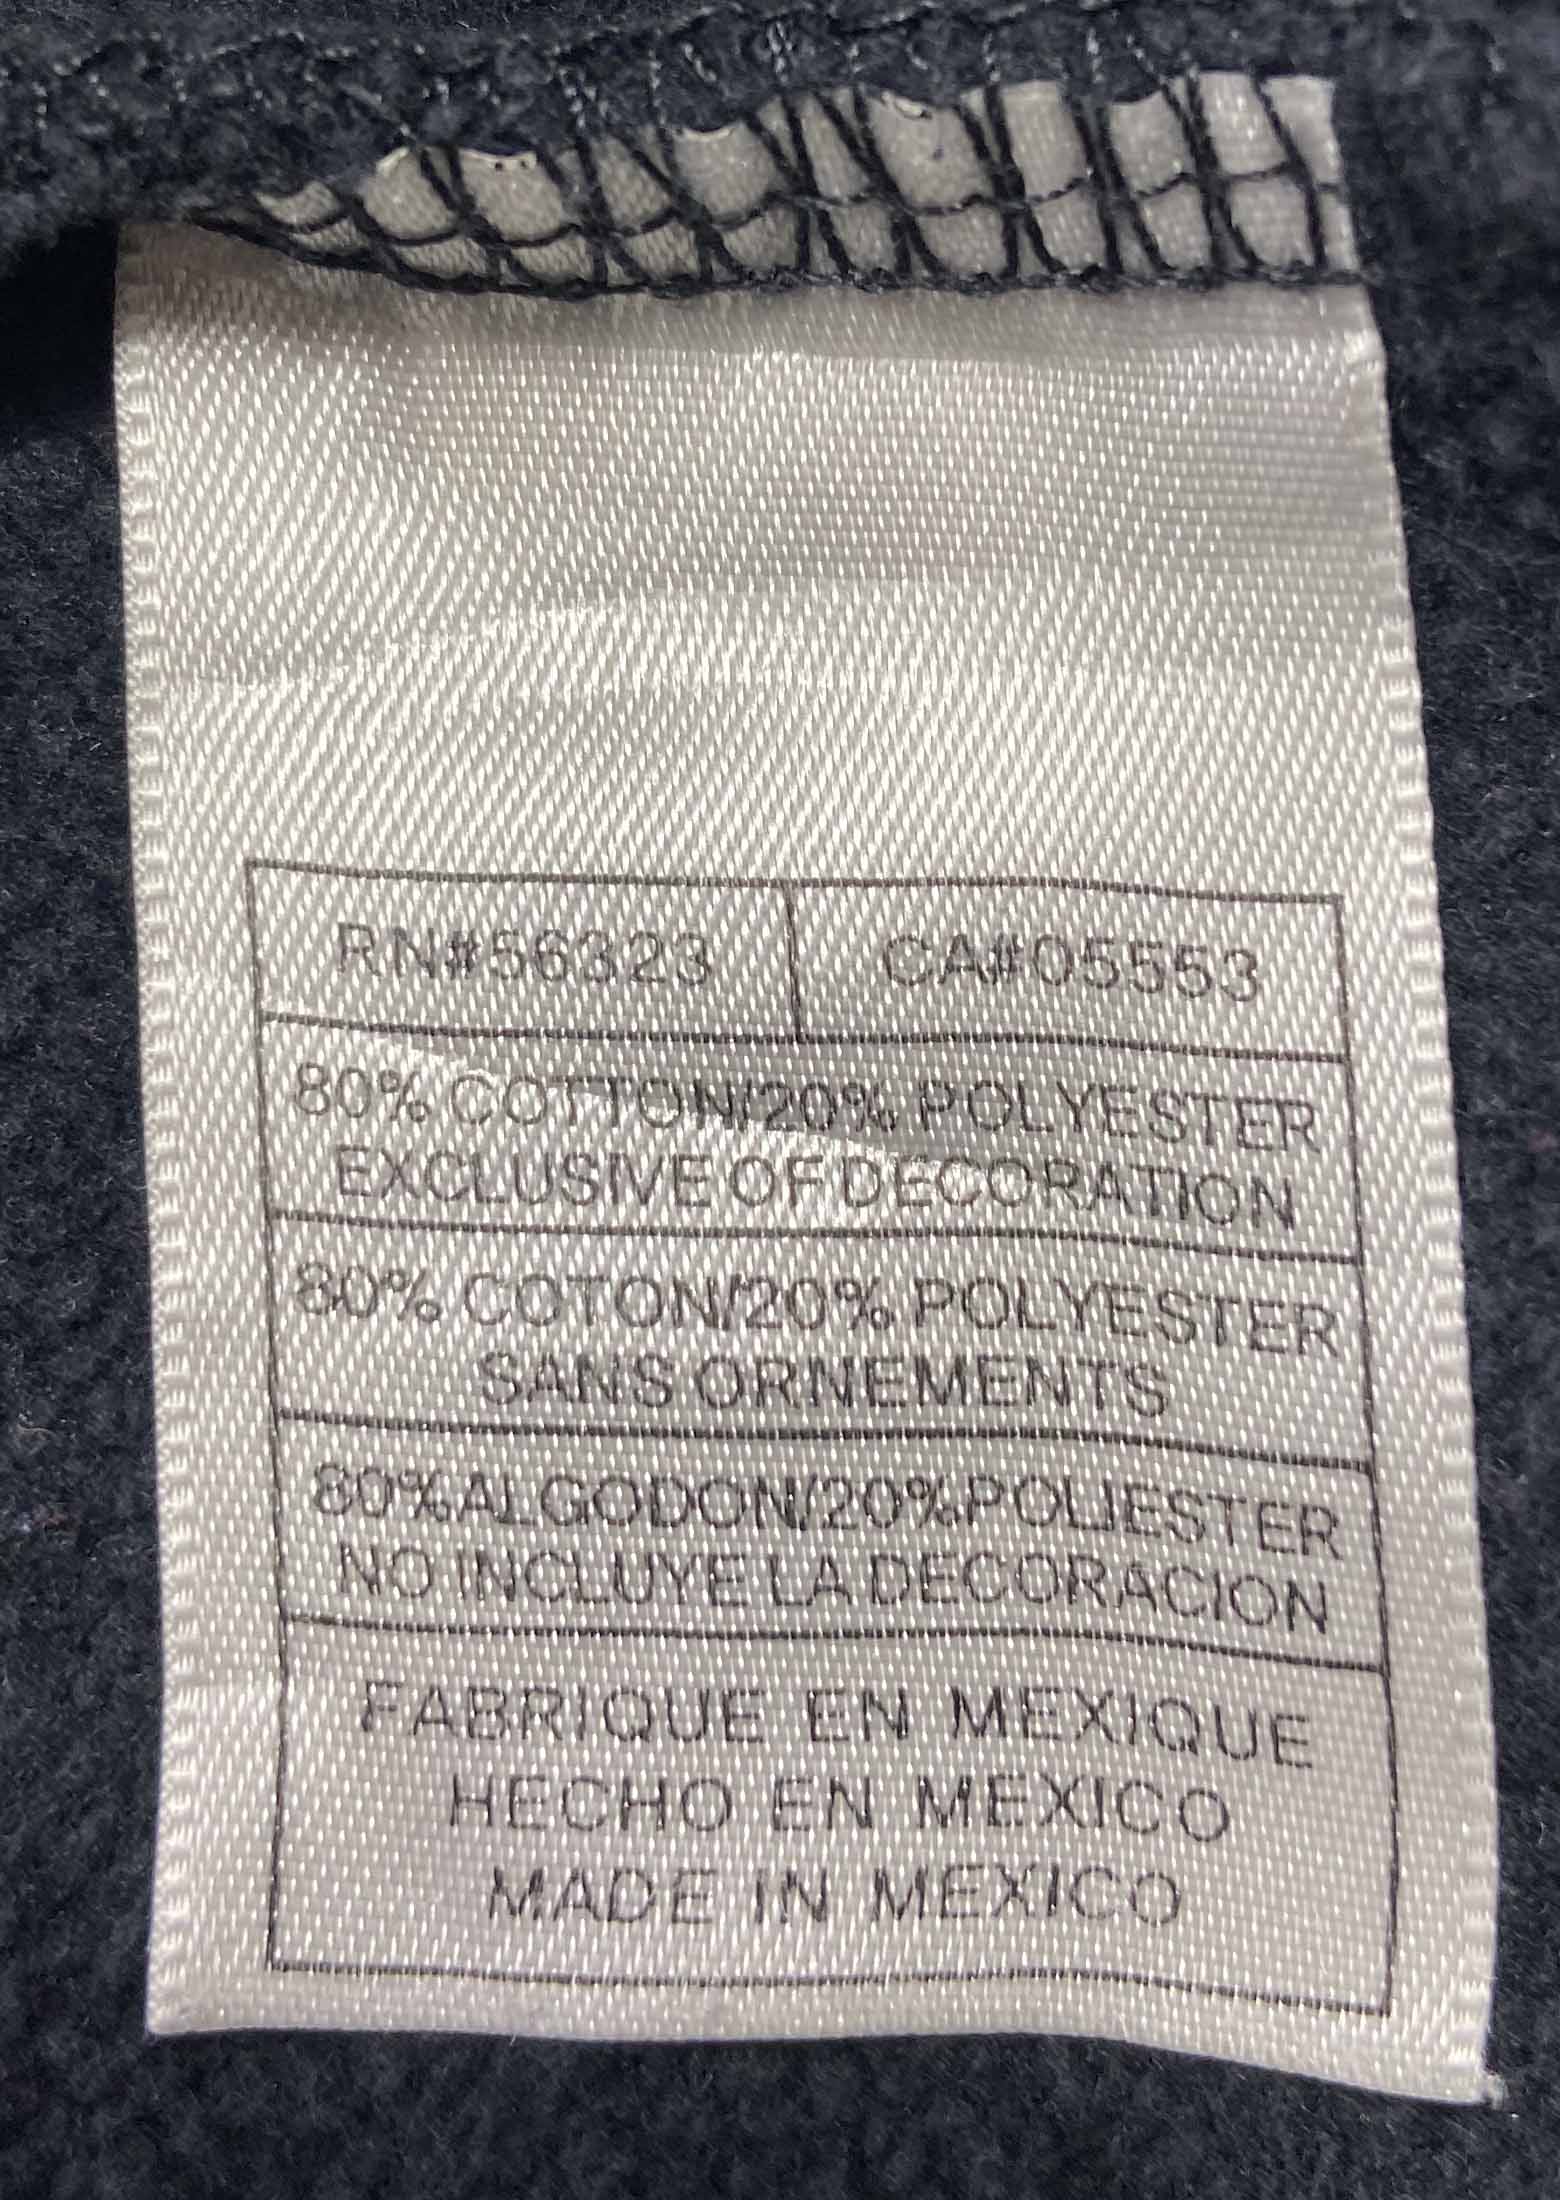 RN#56323 CA#05553
80% COTTON/20% POLYESTER
EXCLUSIVE OF DECORATION
80% COTON/20% POLYESTER
SANS ORNEMENTS
80% ALGODON/20% POLIESTER
NO INCLUYE LA DECORACION
FABRIQUE EN MEXIQUE
HECHO EN MEXICO
MADE IN MEXICO